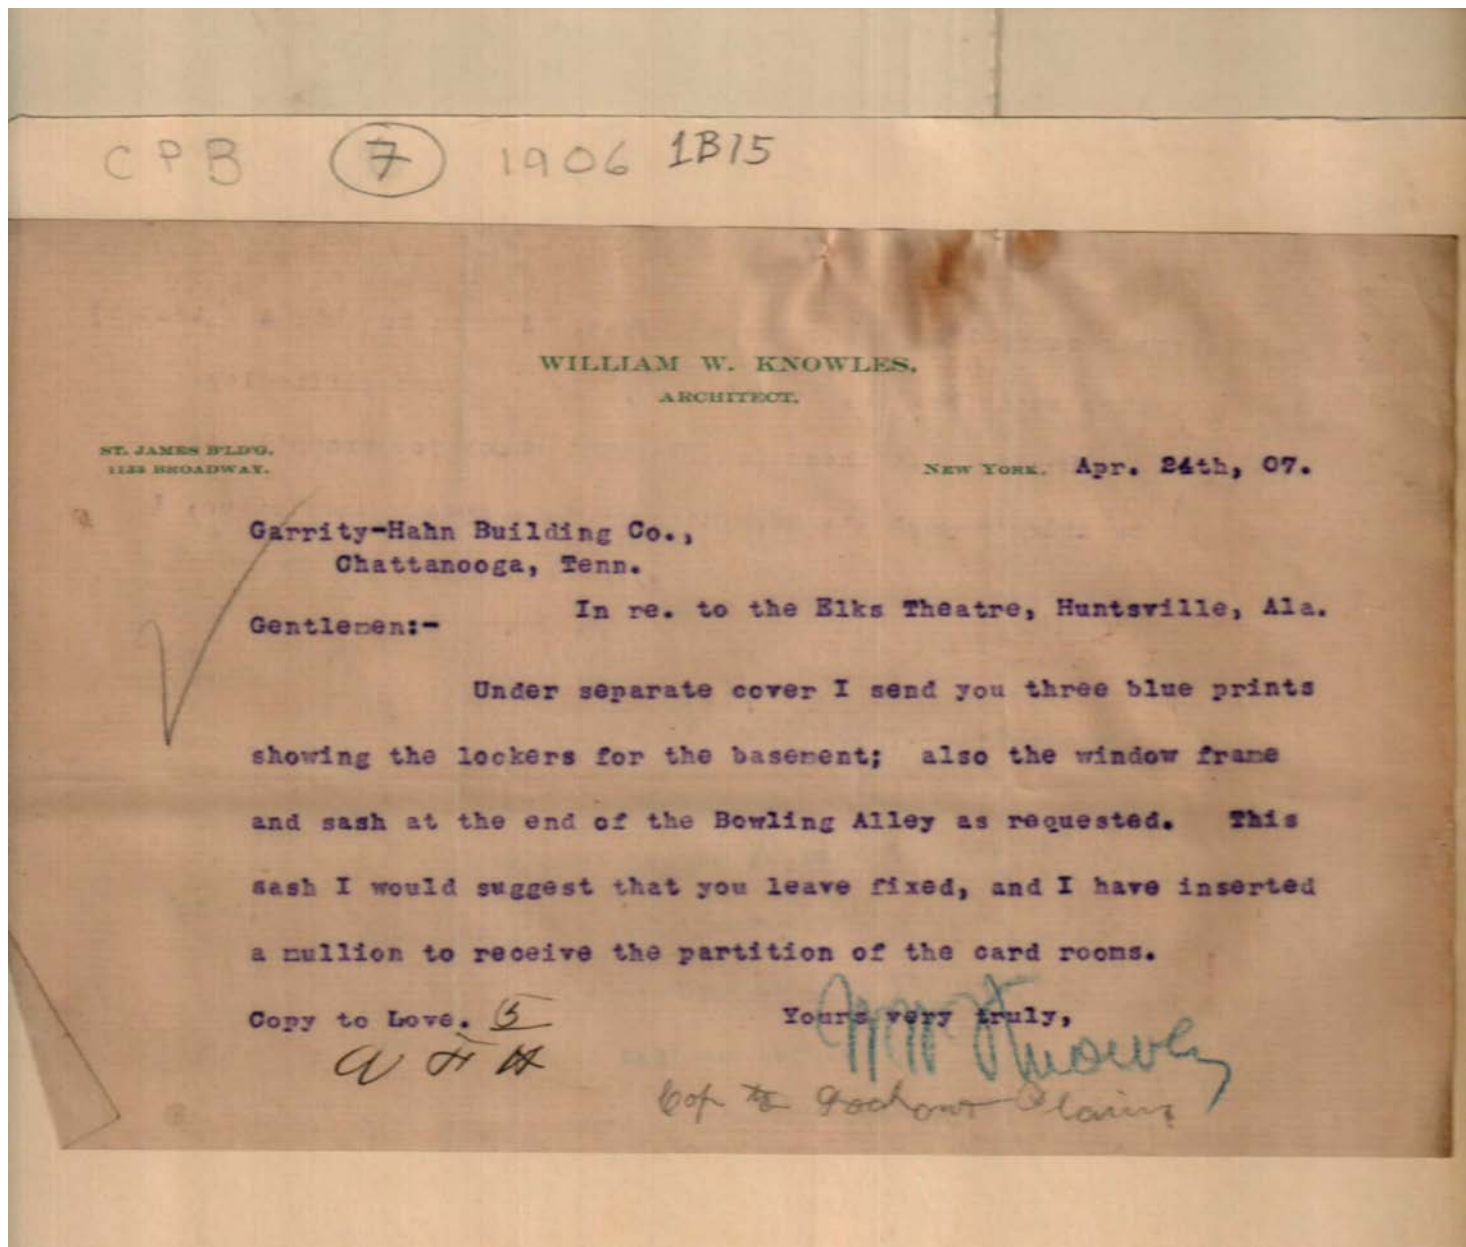 CPB 7 1906 1B15
WILLIAM W. KNOWLES,
ARCHITECT.
ST. JAMES B'LD'G.
1133 BROADWAY.
NEW YORK. Apr. 24th, 07.
Garrity-Hahn Building Co.,
Chattanooga, Tenn.
In re. to the Elks Theatre, Huntsville, Ala.
Gentlemen:-
Under separate cover I send you three blue prints
showing the lockers for the basement; also the window frame
and sash at the end of the Bowling Alley as requested. This
sash I would suggest that you leave fixed, and I have inserted
a mullion to receive the partition of the card rooms.
Copy to Love. 5
Yours very truly,
WW Knowles